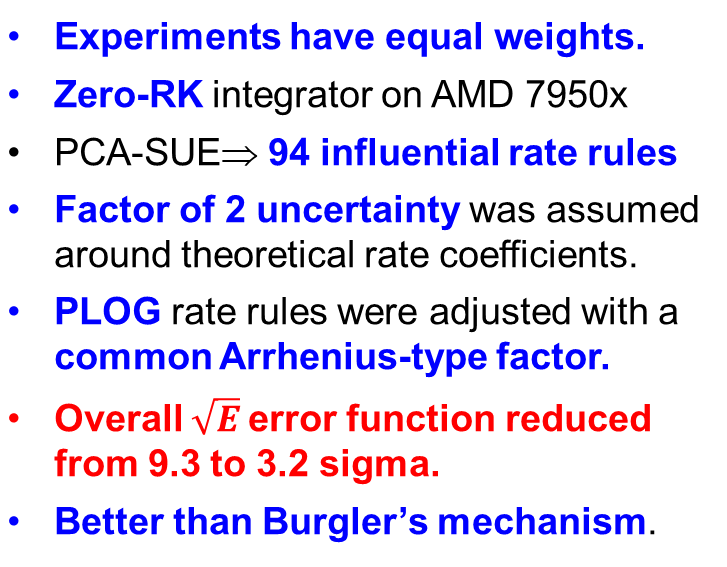 • Experiments have equal weights.
• Zero-RK integrator on AMD 7950x
• PCA-SUE⇒ 94 influential rate rules
• Factor of 2 uncertainty was assumed
around theoretical rate coefficients.
• PLOG rate rules were adjusted with a
common Arrhenius-type factor.
• Overall √E error function reduced
from 9.3 to 3.2 sigma.
• Better than Burgler’s mechanism.